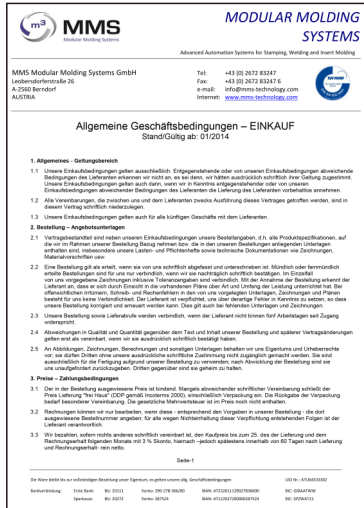 m³
MMS
Modular Molding Systems
MODULAR MOLDING
SYSTEMS
Advanced Automation Systems for Stamping, Welding and Insert Molding
MMS Modular Molding Systems GmbH
Leobersdorferstraße 26
A-2560 Berndorf
AUSTRIA
Tel: +43 (0) 2672 83247
Fax: +43 (0) 2672 83247 6
e-mail: info@mms-technology.com
Internet: www.mms-technology.com
Allgemeine Geschäftsbedingungen – EINKAUF
Stand/Gültig ab: 01/2014
1. Allgemeines - Geltungsbereich
1.1 Unsere Einkaufsbedingungen gelten ausschließlich. Entgegenstehende oder von unseren Einkaufsbedingungen abweichende
Bedingungen des Lieferanten erkennen wir nicht an, es sei denn, wir hätten ausdrücklich schriftlich ihrer Geltung zugestimmt.
Unsere Einkaufsbedingungen gelten auch dann, wenn wir in Kenntnis entgegenstehender oder von unseren
Einkaufsbedingungen abweichender Bedingungen des Lieferanten die Lieferung des Lieferanten vorbehaltlos annehmen.
1.2 Alle Vereinbarungen, die zwischen uns und dem Lieferanten zwecks Ausführung dieses Vertrages getroffen werden, sind in
diesem Vertrag schriftlich niederzulegen.
1.3 Unsere Einkaufsbedingungen gelten auch für alle künftigen Geschäfte mit dem Lieferanten.
2. Bestellung – Angebotsunterlagen
2.1 Vertragsbestandteil sind neben unseren Einkaufsbedingungen unsere Bestellangaben, d.h. alle Produktspezifikationen, auf
die wir im Rahmen unserer Bestellung Bezug nehmen bzw. die in den unseren Bestellungen anliegenden Unterlagen
enthalten sind, insbesondere unsere Lasten- und Pflichtenhefte sowie technische Dokumentationen wie Zeichnungen,
Materialvorschriften usw.
2.2 Eine Bestellung gilt als erteilt, wenn sie von uns schriftlich abgefasst und unterschrieben ist. Mündlich oder fernmündlich
erteilte Bestellungen sind für uns nur verbindlich, wenn wir sie nachträglich schriftlich bestätigen. Im Einzelfall
von uns vorgegebene Zeichnungen inklusive Toleranzangaben sind verbindlich. Mit der Annahme der Bestellung erkennt der
Lieferant an, dass er sich durch Einsicht in die vorhandenen Pläne über Art und Umfang der Leistung unterrichtet hat. Bei
offensichtlichen Irrtümern, Schreib- und Rechenfehlern in den von uns vorgelegten Unterlagen, Zeichnungen und Plänen
besteht für uns keine Verbindlichkeit. Der Lieferant ist verpflichtet, uns über derartige Fehler in Kenntnis zu setzen, so dass
unsere Bestellung korrigiert und erneuert werden kann. Dies gilt auch bei fehlenden Unterlagen und Zeichnungen.
2.3 Unsere Bestellung sowie Lieferabrufe werden verbindlich, wenn der Lieferant nicht binnen fünf Arbeitstagen seit Zugang
widerspricht.
2.4 Abweichungen in Qualität und Quantität gegenüber dem Text und Inhalt unserer Bestellung und späterer Vertragsänderungen
gelten erst als vereinbart, wenn wir sie ausdrücklich schriftlich bestätigt haben.
2.5 An Abbildungen, Zeichnungen, Berechnungen und sonstigen Unterlagen behalten wir uns Eigentums und Urheberrechte
vor; sie dürfen Dritten ohne unsere ausdrückliche schriftliche Zustimmung nicht zugänglich gemacht werden. Sie sind
ausschließlich für die Fertigung aufgrund unserer Bestellung zu verwenden; nach Abwicklung der Bestellung sind sie
uns unaufgefordert zurückzugeben. Dritten gegenüber sind sie geheim zu halten.
3. Preise – Zahlungsbedingungen
3.1 Der in der Bestellung ausgewiesene Preis ist bindend. Mangels abweichender schriftlicher Vereinbarung schließt der
Preis Lieferung "frei Haus" (DDP gemäß Incoterms 2000), einschließlich Verpackung ein. Die Rückgabe der Verpackung
bedarf besonderer Vereinbarung. Die gesetzliche Mehrwertsteuer ist im Preis noch nicht enthalten.
3.2 Rechnungen können wir nur bearbeiten, wenn diese - entsprechend den Vorgaben in unserer Bestellung - die dort
ausgewiesene Bestellnummer angeben; für alle wegen Nichteinhaltung dieser Verpflichtung entstehenden Folgen ist der
Lieferant verantwortlich.
3.3 Wir bezahlen, sofern nichts anderes schriftlich vereinbart ist, den Kaufpreis bis zum 25. des der Lieferung und dem
Rechnungserhalt folgenden Monats mit 3 % Skonto, hiernach –jedoch spätestens innerhalb von 60 Tagen nach Lieferung
und Rechnungserhalt- rein netto.
Seite-1
Die Ware bleibt bis zur vollständigen Bezahlung unser Eigentum, es gelten unsere allg. Geschäftsbedingungen
Bankverbindung: